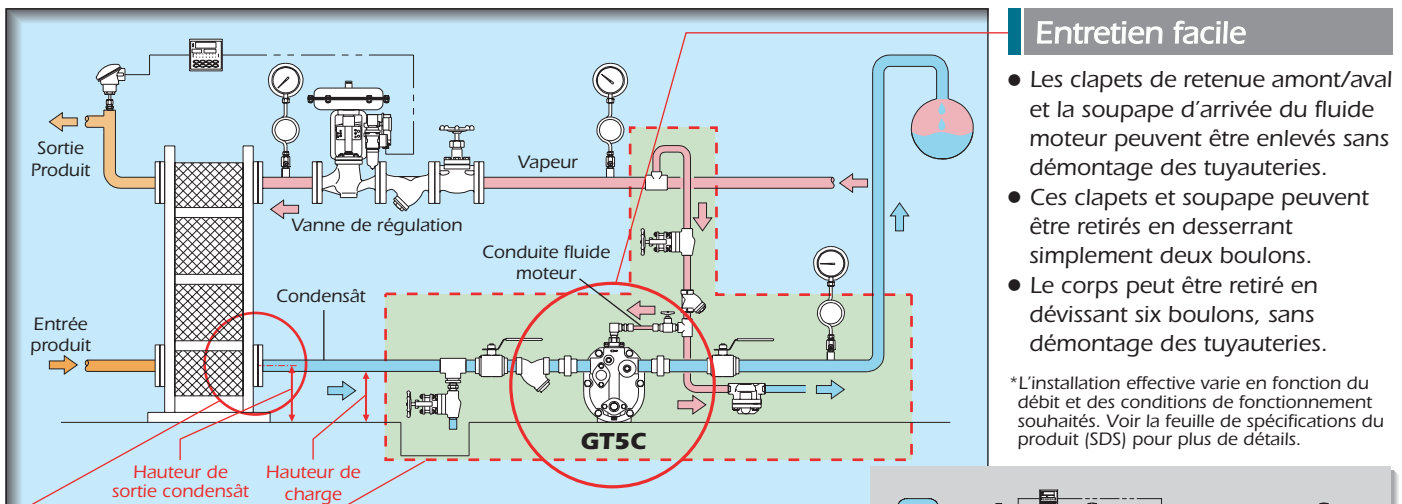 Sortie
Produit
Vapeur
Vanne de régulation
Conduite fluide
moteur
Condensât
Entrée
produit
GT5C
Hauteur de
sortie condensât
Hauteur de
charge
Entretien facile
● Les clapets de retenue amont/aval
et la soupape d'arrivée du fluide
moteur peuvent être enlevés sans
démontage des tuyauteries.
● Ces clapets et soupape peuvent
être retirés en desserrant
simplement deux boulons.
● Le corps peut être retiré en
dévissant six boulons, sans
démontage des tuyauteries.
*L'installation effective varie en fonction du
débit et des conditions de fonctionnement
souhaités. Voir la feuille de spécifications du
produit (SDS) pour plus de détails.